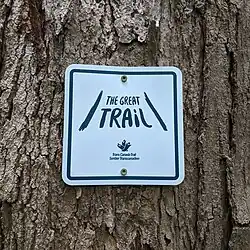 THE GREAT
TRAIL
Trans Canada Trail
Sentier Transcanadien